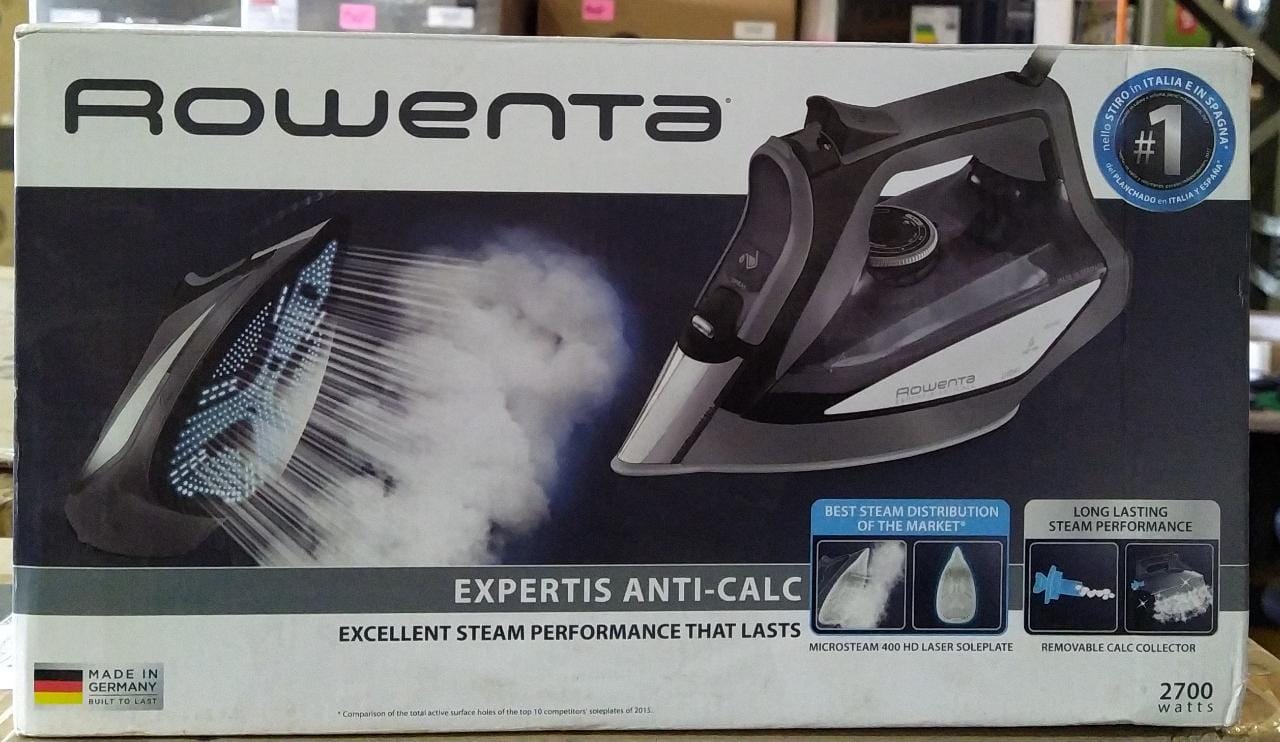 Rowenta
nello STIRO in ITALIA E IN SPAGNA*
#1
del PLANCHADO en ITALIA Y ESPAÑA*
Rowenta
BEST STEAM DISTRIBUTION
OF THE MARKET*
LONG LASTING
STEAM PERFORMANCE
EXPERTIS ANTI-CALC
EXCELLENT STEAM PERFORMANCE THAT LASTS
MICROSTEAM 400 HD LASER SOLEPLATE
REMOVABLE CALC COLLECTOR
MADE IN
GERMANY
BUILT TO LAST
2700
watts
* Comparison of the total active surface holes of the top 10 competitors' soleplates of 2015.